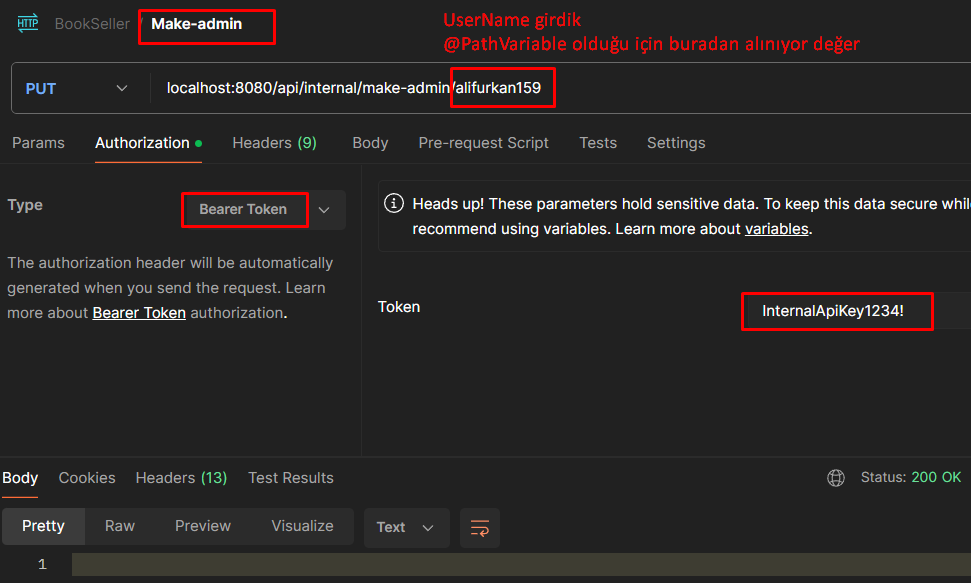 HTTP BookSeller / Make-admin
UserName girdik
@PathVariable olduğu için buradan alınıyor değer
PUT localhost:8080/api/internal/make-admin/alifurkan159
Params Authorization Headers (9) Body Pre-request Script Tests Settings
Type Bearer Token
Heads up! These parameters hold sensitive data. To keep this data secure
recommend using variables. Learn more about variables.
The authorization header will be automatically
generated when you send the request. Learn
more about Bearer Token authorization.
Token InternalApiKey1234!
Body Cookies Headers (13) Test Results Status: 200 OK
Pretty Raw Preview Visualize Text
1